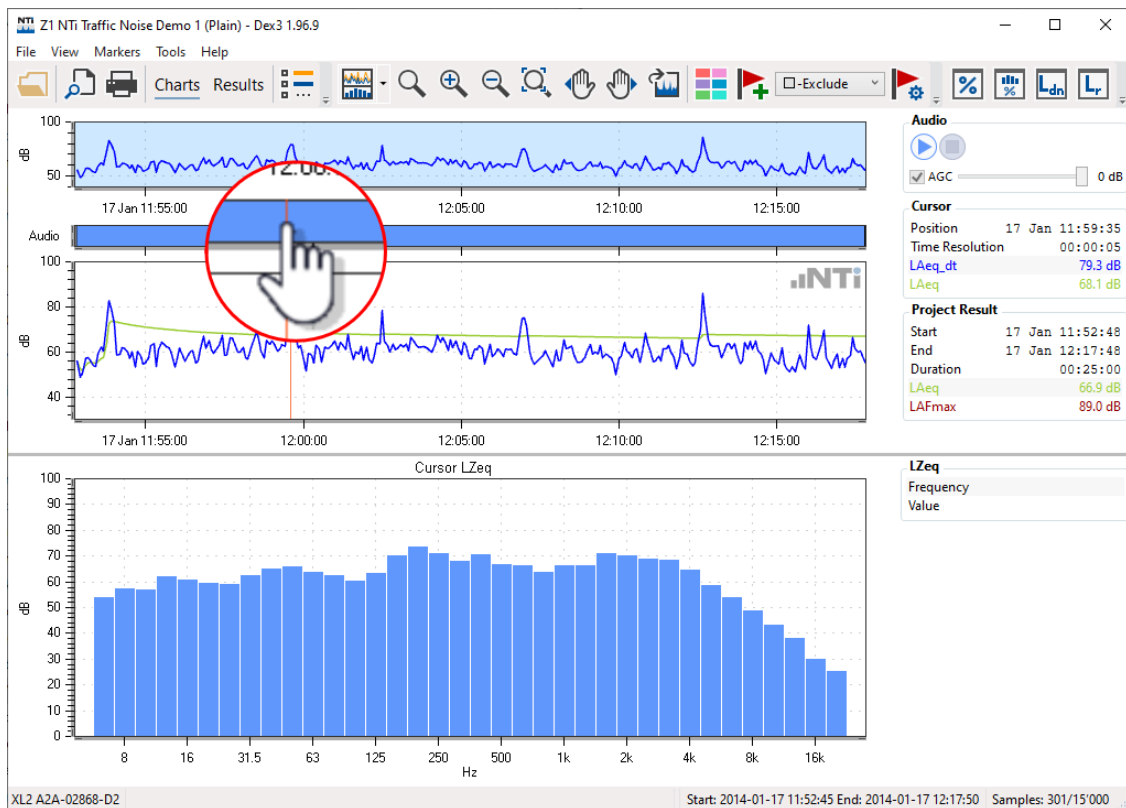 NTi Z1 NTi Traffic Noise Demo 1 (Plain) - Dex3 1.96.9
File View Markers Tools Help
Charts Results □-Exclude % % Ldn Lr
100
dB
50
17 Jan 11:55:00 12:05:00 12:10:00 12:15:00
12:00:
Audio
100
80
dB
60
40
NTi
17 Jan 11:55:00 12:00:00 12:05:00 12:10:00 12:15:00
Audio
AGC 0 dB
Cursor
Position 17 Jan 11:59:35
Time Resolution 00:00:05
LAeq_dt 79.3 dB
LAeq 68.1 dB
Project Result
Start 17 Jan 11:52:48
End 17 Jan 12:17:48
Duration 00:25:00
LAeq 66.9 dB
LAFmax 89.0 dB
Cursor LZeq
100
90
80
70
60
dB
50
40
30
20
10
0
8 16 31.5 63 125 250 500 1k 2k 4k 8k 16k
Hz
LZeq
Frequency
Value
XL2 A2A-02868-D2 Start: 2014-01-17 11:52:45 End: 2014-01-17 12:17:50 Samples: 301/15'000